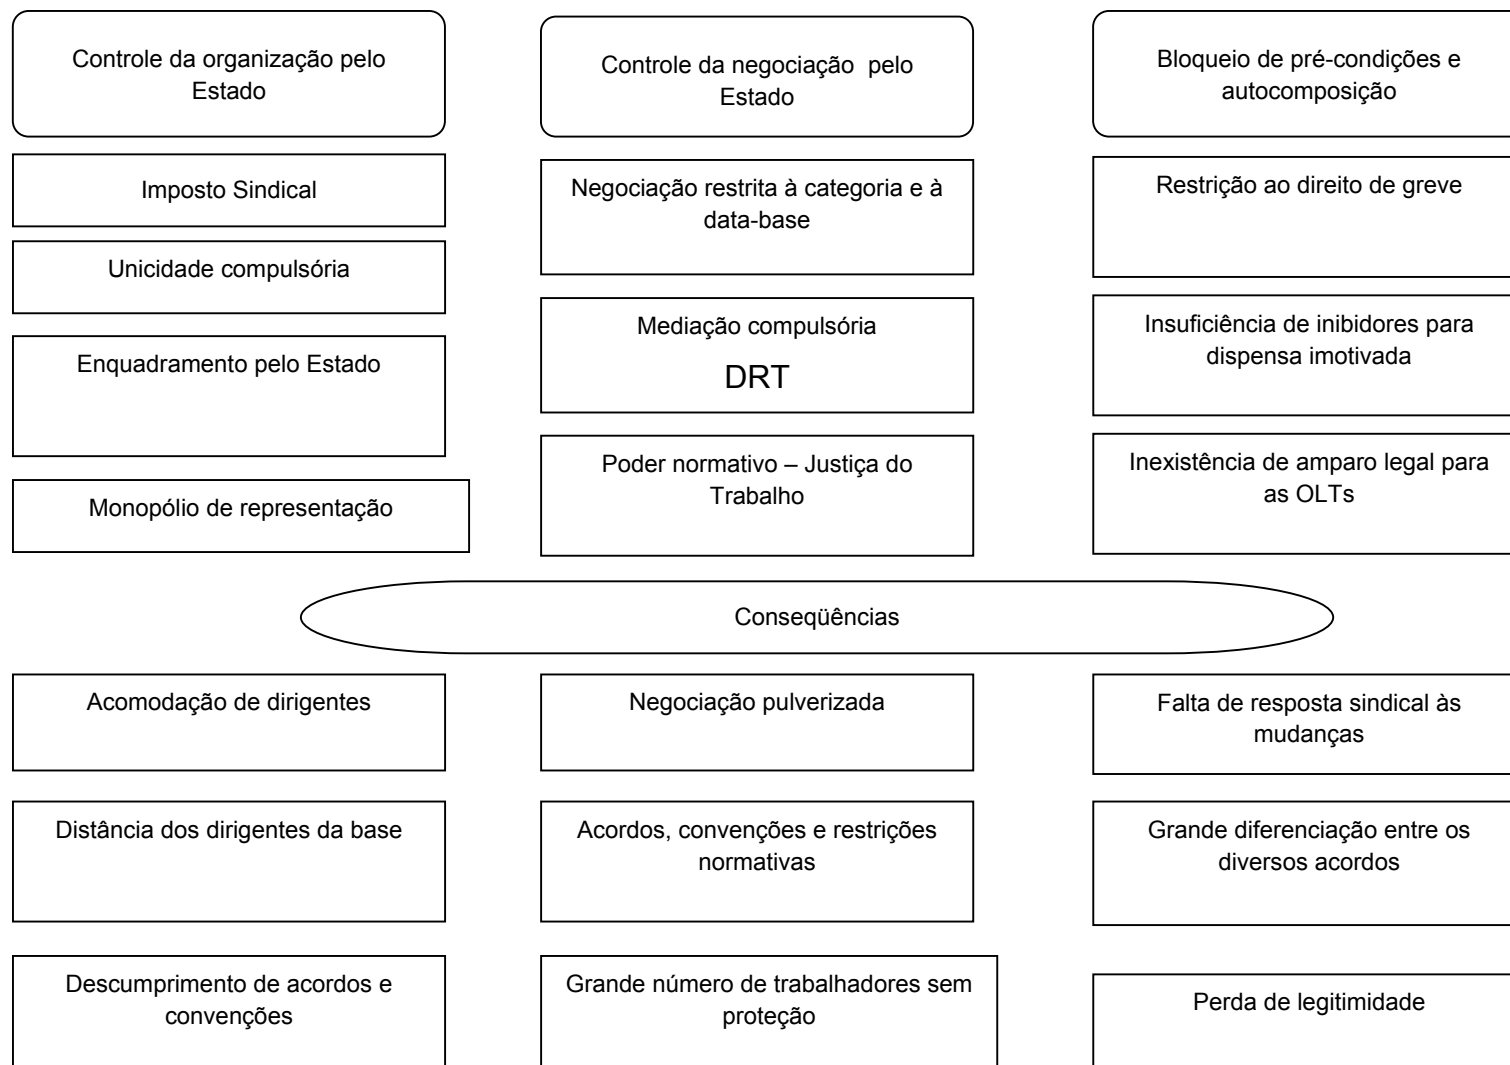 Controle da organização pelo
Estado
Controle da negociação  pelo
Estado
Bloqueio de pré-condições e
autocomposição
Imposto Sindical
Negociação restrita à categoria e à
data-base
Restrição ao direito de greve
Unicidade compulsória
Mediação compulsória
DRT
Insuficiência de inibidores para
dispensa imotivada
Enquadramento pelo Estado
Poder normativo – Justiça do
Trabalho
Inexistência de amparo legal para
as OLTs
Monopólio de representação
Conseqüências
Acomodação de dirigentes
Negociação pulverizada
Falta de resposta sindical às
mudanças
Distância dos dirigentes da base
Acordos, convenções e restrições
normativas
Grande diferenciação entre os
diversos acordos
Descumprimento de acordos e
convenções
Grande número de trabalhadores sem
proteção
Perda de legitimidade